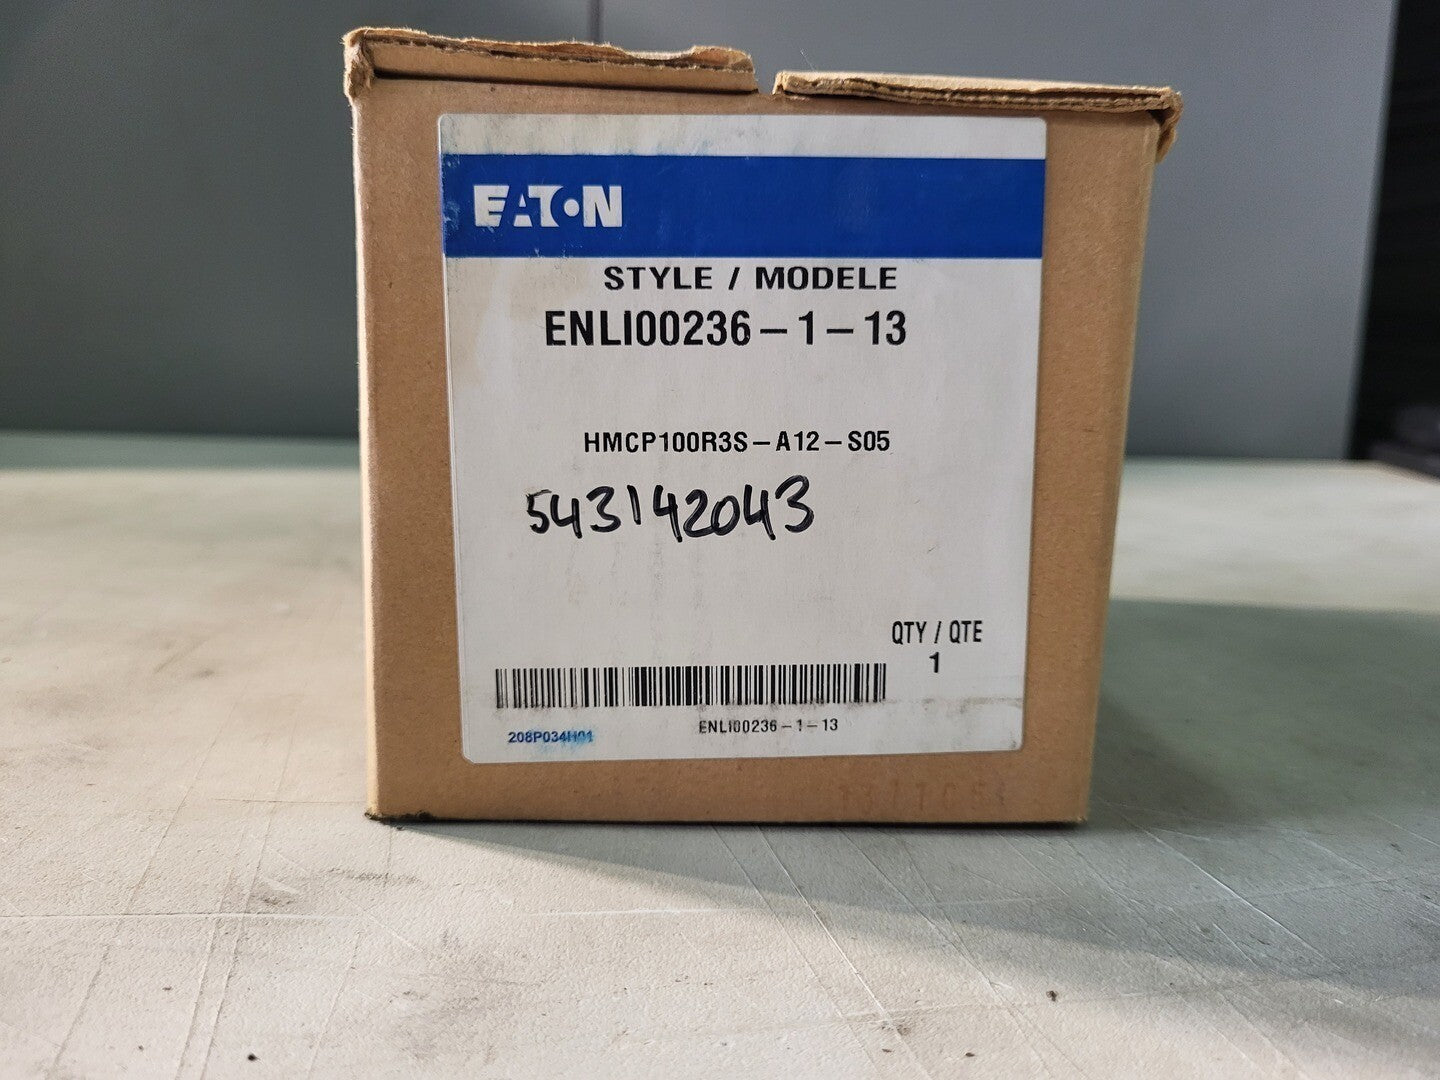 EATON
STYLE / MODELE
ENLI00236-1-13
HMCP100R3S-A12-S05
543142043
QTY / QTE
1
ENLI00236-1-13
208P034H01